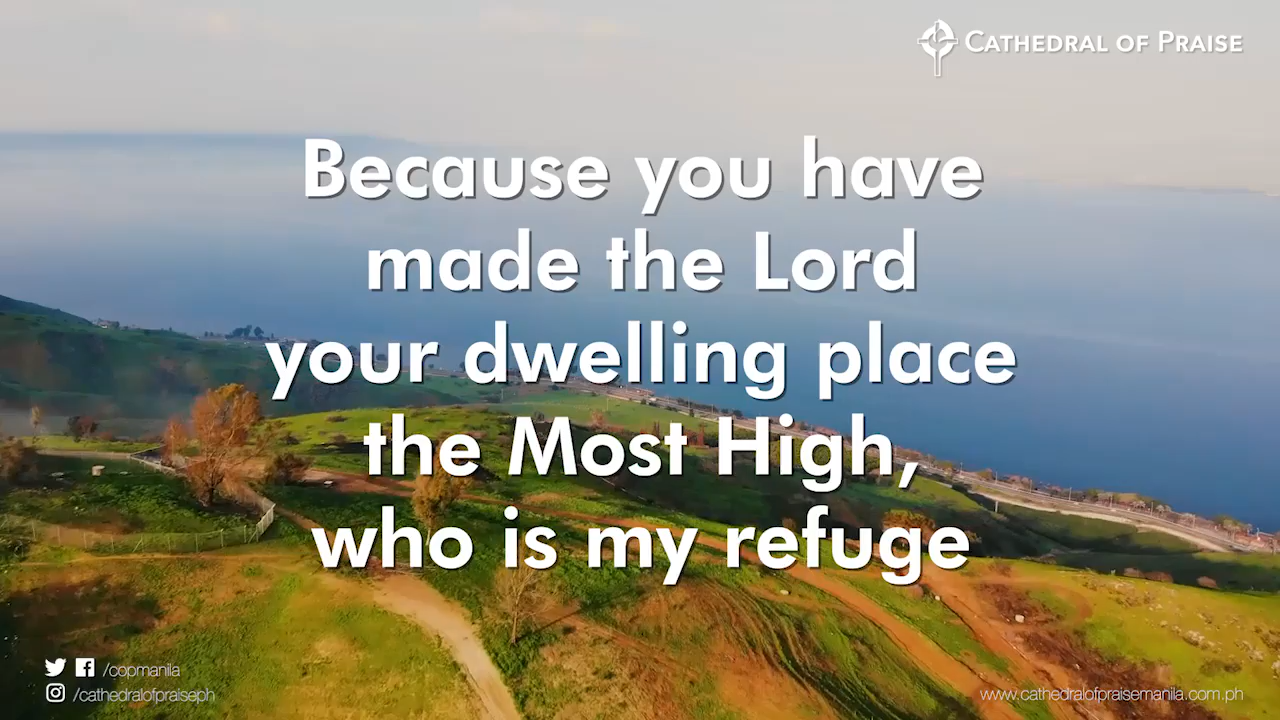 CATHEDRAL OF PRAISE
Because you have
made the Lord
your dwelling place
the Most High,
who is my refuge
/copmanila
/cathedralofpraiseph
www.cathedralofpraisemanila.com.ph